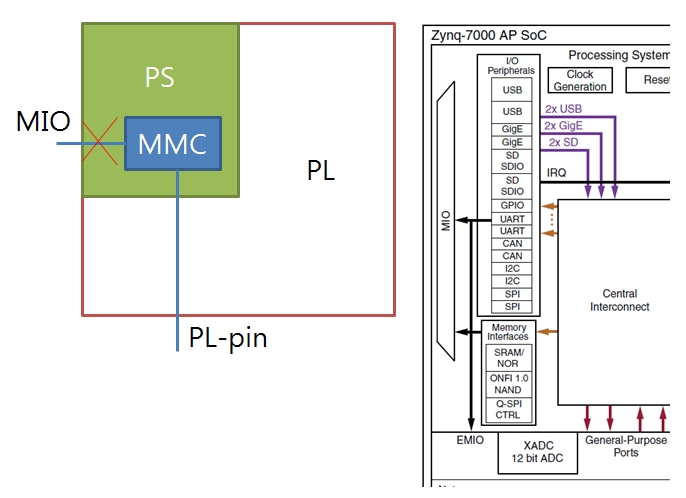 PS
MIO
MMC
PL
PL-pin
Zynq-7000 AP SoC
I/O
Peripherals
Processing System
Clock
Generation
Reset
USB
USB
GigE
GigE
SD
SDIO
SD
SDIO
GPIO
UART
UART
CAN
CAN
I2C
I2C
SPI
SPI
2x USB
2x GigE
2x SD
IRQ
MIO
Central
Interconnect
Memory
Interfaces
SRAM/
NOR
ONFI 1.0
NAND
Q-SPI
CTRL
EMIO
XADC
12 bit ADC
General-Purpose
Ports